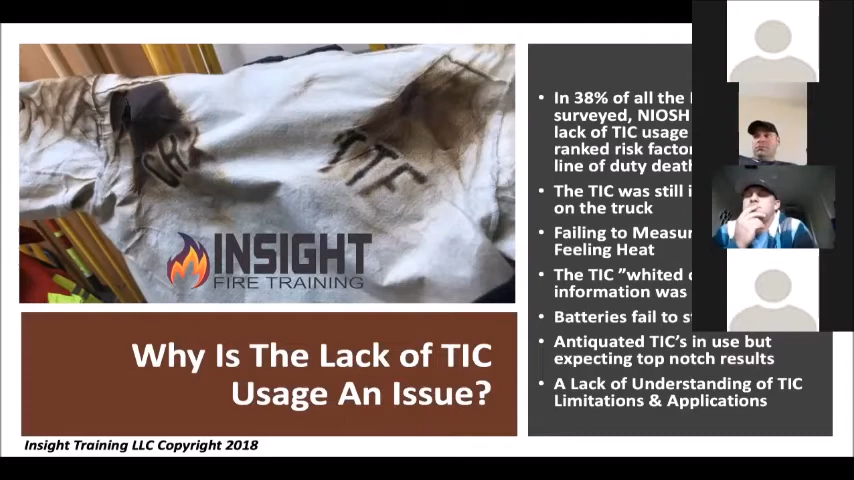 INSIGHT
FIRE TRAINING
Why Is The Lack of TIC
Usage An Issue?
• In 38% of all the
surveyed, NIOSH
lack of TIC usage
ranked risk factor
line of duty death
• The TIC was still i
on the truck
• Failing to Measur
Feeling Heat
• The TIC ”whited
information was
• Batteries fail to
• Antiquated TIC's in use but
expecting top notch results
• A Lack of Understanding of TIC
Limitations & Applications
Insight Training LLC Copyright 2018